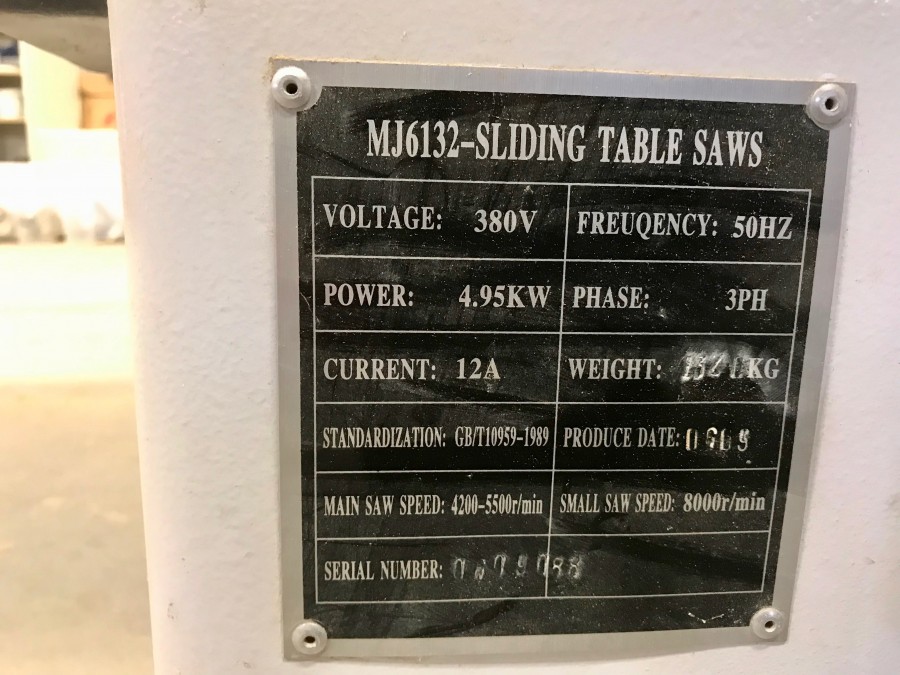 MJ6132-SLIDING TABLE SAWS
VOLTAGE: 380V FREUQENCY: 50HZ
POWER: 4.95KW PHASE: 3PH
CURRENT: 12A WEIGHT: KG
STANDARDIZATION: GB/T10959-1989 PRODUCE DATE:
MAIN SAW SPEED: 4200-5500r/min SMALL SAW SPEED: 8000r/min
SERIAL NUMBER: